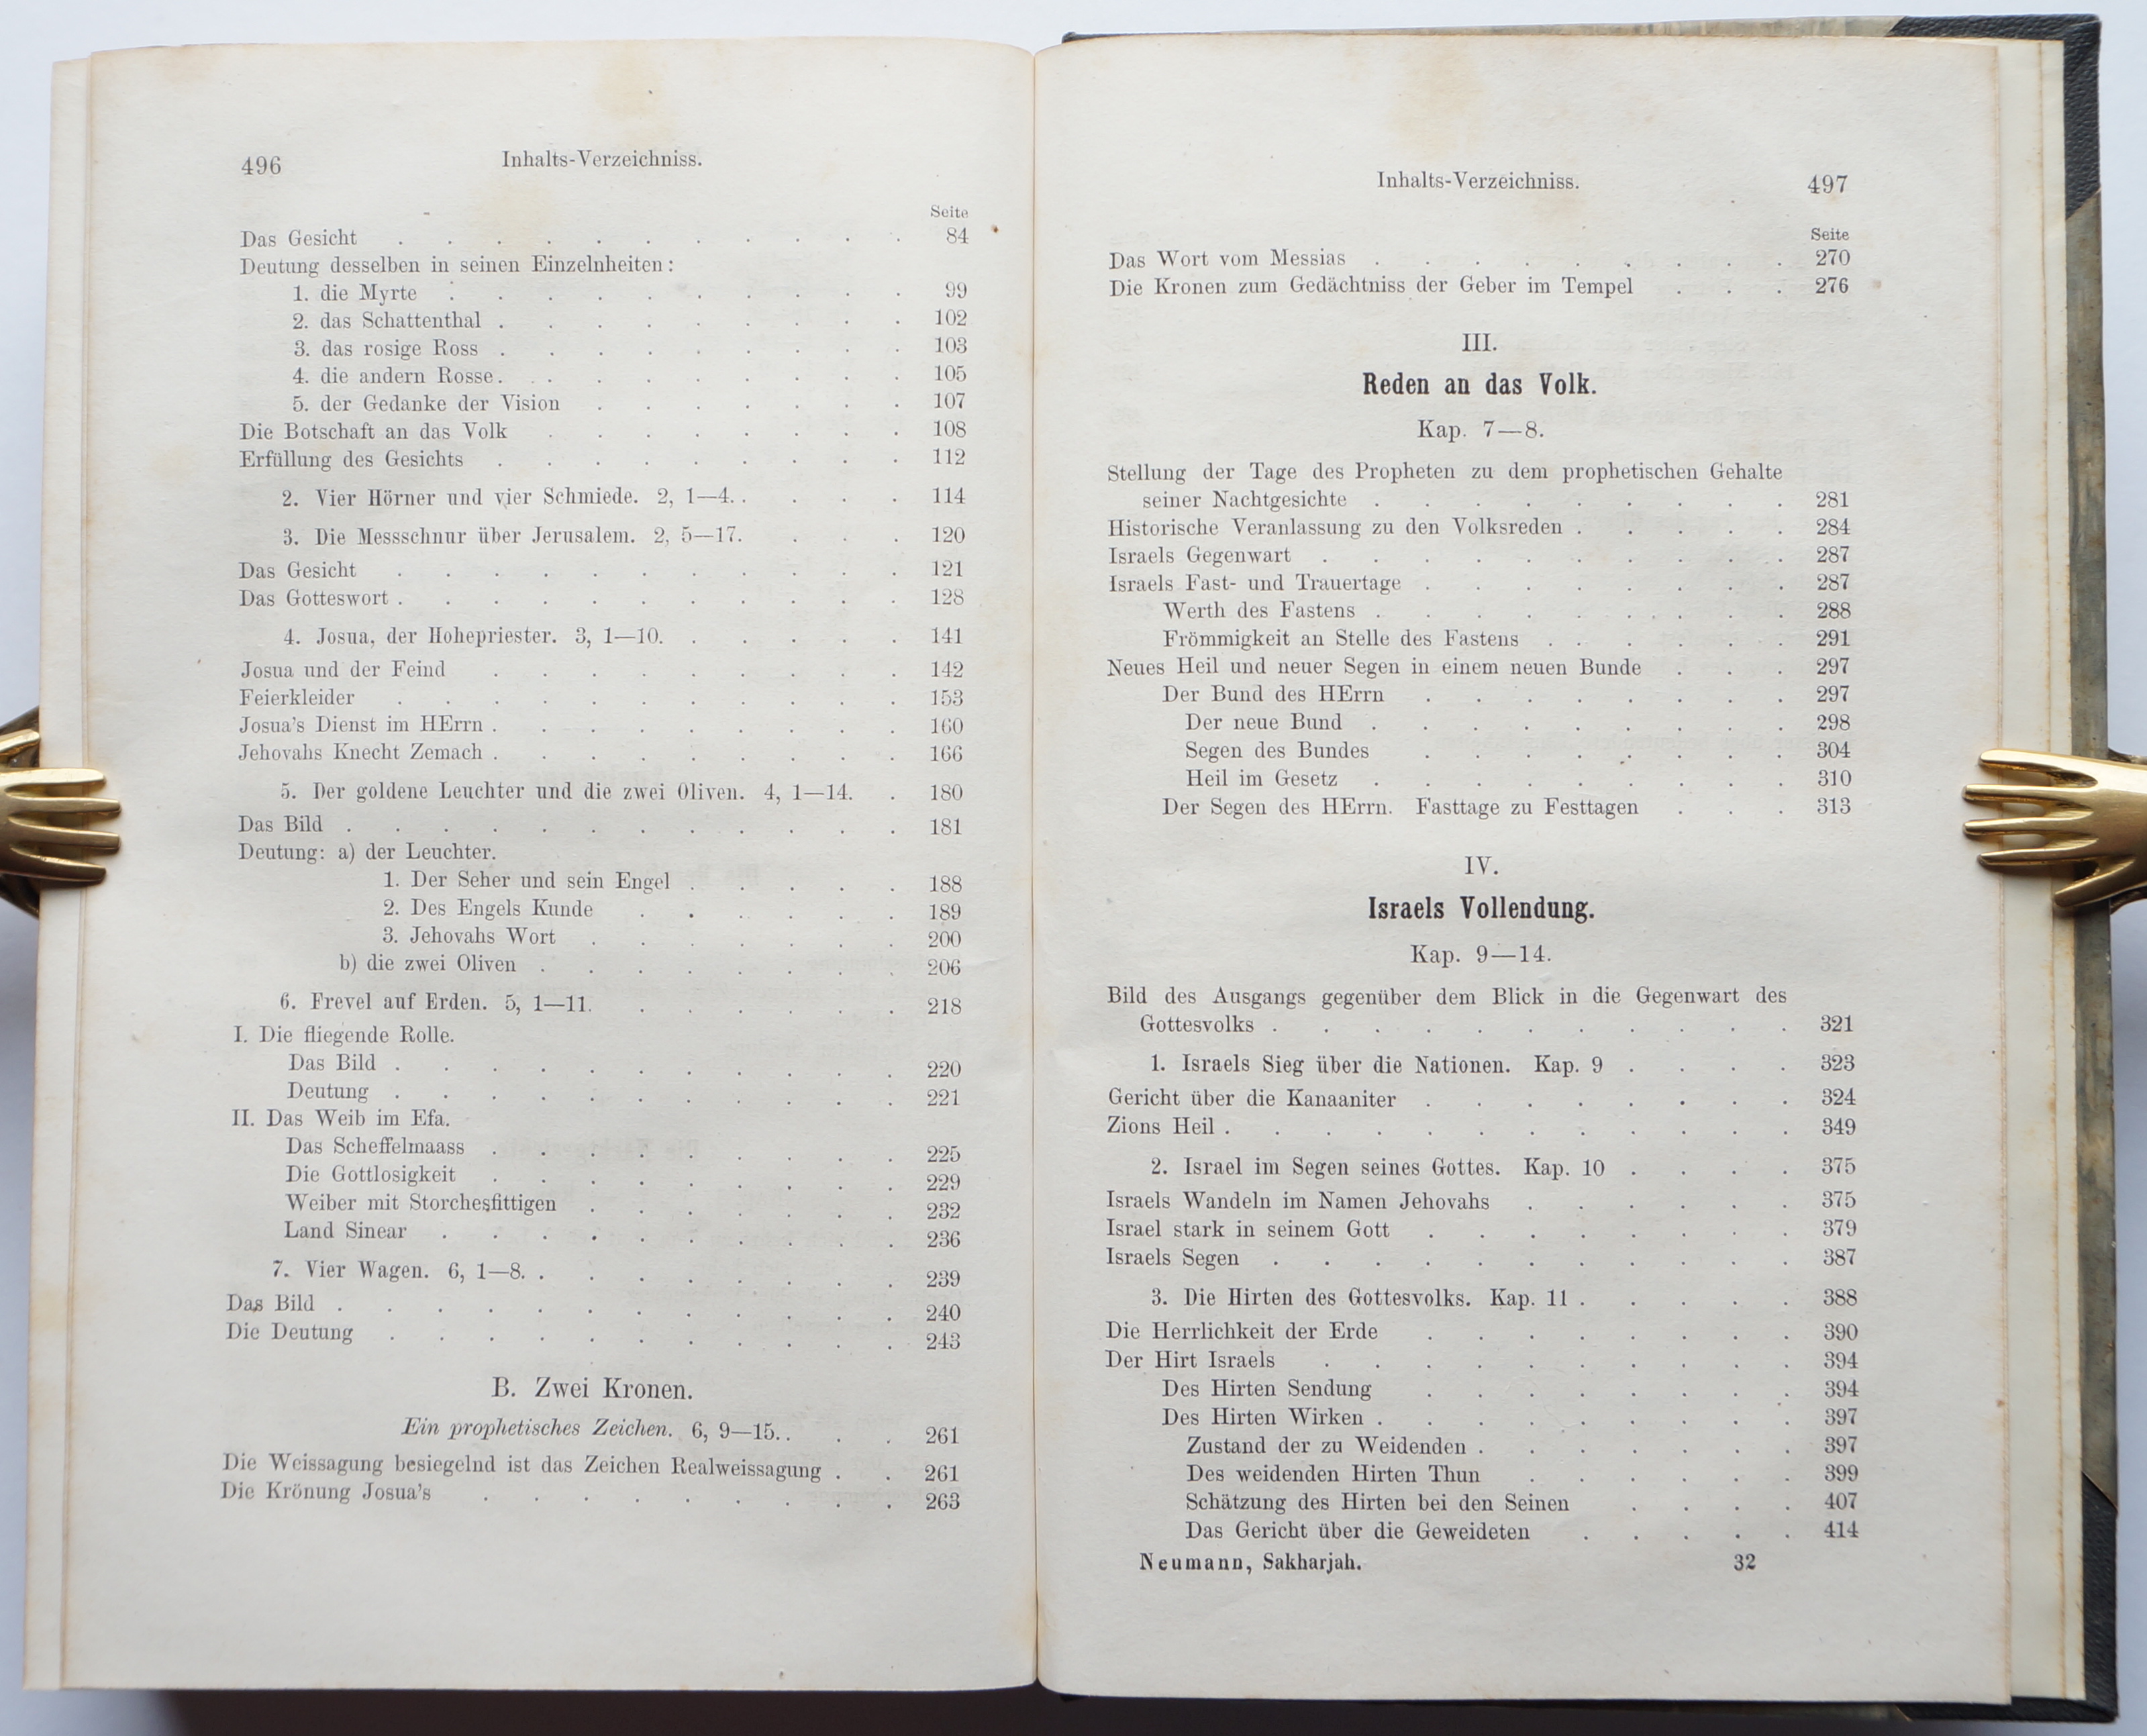 496
Inhalts-Verzeichniss.
Seite
Das Gesicht . . . . . . . . . . . 84
Deutung desselben in seinen Einzelnheiten:
1. die Myrte . . . . . . . . . . 99
2. das Schattenthal . . . . . . . . . 102
3. das rosige Ross . . . . . . . . . 103
4. die andern Rosse. . . . . . . . . 105
5. der Gedanke der Vision . . . . . . . 107
Die Botschaft an das Volk . . . . . . . . 108
Erfüllung des Gesichts . . . . . . . . . 112
2. Vier Hörner und vier Schmiede. 2, 1—4. . . . . 114
3. Die Messschnur über Jerusalem. 2, 5—17. . . . 120
Das Gesicht . . . . . . . . . . . 121
Das Gotteswort . . . . . . . . . . . 128
4. Josua, der Hohepriester. 3, 1—10. . . . . . 141
Josua und der Feind . . . . . . . . . 142
Feierkleider . . . . . . . . . . . 153
Josua's Dienst im HErrn . . . . . . . . . 160
Jehovahs Knecht Zemach . . . . . . . . . 166
5. Der goldene Leuchter und die zwei Oliven. 4, 1—14. . 180
Das Bild . . . . . . . . . . . . 181
Deutung: a) der Leuchter.
1. Der Seher und sein Engel . . . . . 188
2. Des Engels Kunde . . . . . . 189
3. Jehovahs Wort . . . . . . . 200
b) die zwei Oliven . . . . . . . . 206
6. Frevel auf Erden. 5, 1—11. . . . . . . 218
I. Die fliegende Rolle.
Das Bild . . . . . . . . . . . 220
Deutung . . . . . . . . . . . 221
II. Das Weib im Efa.
Das Scheffelmaass . . . . . . . . . 225
Die Gottlosigkeit . . . . . . . . . 229
Weiber mit Storchesfittigen . . . . . . . 232
Land Sinear . . . . . . . . . . 236
7. Vier Wagen. 6, 1—8. . . . . . . . . 239
Das Bild . . . . . . . . . . . . 240
Die Deutung . . . . . . . . . . . 243
B. Zwei Kronen.
Ein prophetisches Zeichen. 6, 9—15. . . . 261
Die Weissagung besiegelnd ist das Zeichen Realweissagung . . 261
Die Krönung Josua's . . . . . . . . . 263
Inhalts-Verzeichniss.
497
Seite
Das Wort vom Messias . . . . . . . . . 270
Die Kronen zum Gedächtniss der Geber im Tempel . . . 276
III.
Reden an das Volk.
Kap. 7—8.
Stellung der Tage des Propheten zu dem prophetischen Gehalte
seiner Nachtgesichte . . . . . . . . . 281
Historische Veranlassung zu den Volksreden . . . . . 284
Israels Gegenwart . . . . . . . . . . 287
Israels Fast- und Trauertage . . . . . . . . 287
Werth des Fastens . . . . . . . . . 288
Frömmigkeit an Stelle des Fastens . . . . . . 291
Neues Heil und neuer Segen in einem neuen Bunde . . . 297
Der Bund des HErrn . . . . . . . . 297
Der neue Bund . . . . . . . . . 298
Segen des Bundes . . . . . . . . 304
Heil im Gesetz . . . . . . . . . 310
Der Segen des HErrn. Fasttage zu Festtagen . . . 313
IV.
Israels Vollendung.
Kap. 9—14.
Bild des Ausgangs gegenüber dem Blick in die Gegenwart des
Gottesvolks . . . . . . . . . . . 321
1. Israels Sieg über die Nationen. Kap. 9 . . . . 323
Gericht über die Kanaaniter . . . . . . . . 324
Zions Heil . . . . . . . . . . . . 349
2. Israel im Segen seines Gottes. Kap. 10 . . . . 375
Israels Wandeln im Namen Jehovahs . . . . . . 375
Israel stark in seinem Gott . . . . . . . . 379
Israels Segen . . . . . . . . . . . 387
3. Die Hirten des Gottesvolks. Kap. 11 . . . . . 388
Die Herrlichkeit der Erde . . . . . . . . 390
Der Hirt Israels . . . . . . . . . . 394
Des Hirten Sendung . . . . . . . . 394
Des Hirten Wirken . . . . . . . . . 397
Zustand der zu Weidenden . . . . . . . 397
Des weidenden Hirten Thun . . . . . . 399
Schätzung des Hirten bei den Seinen . . . . 407
Das Gericht über die Geweideten . . . . . 414
Neumann, Sakharjah. 32